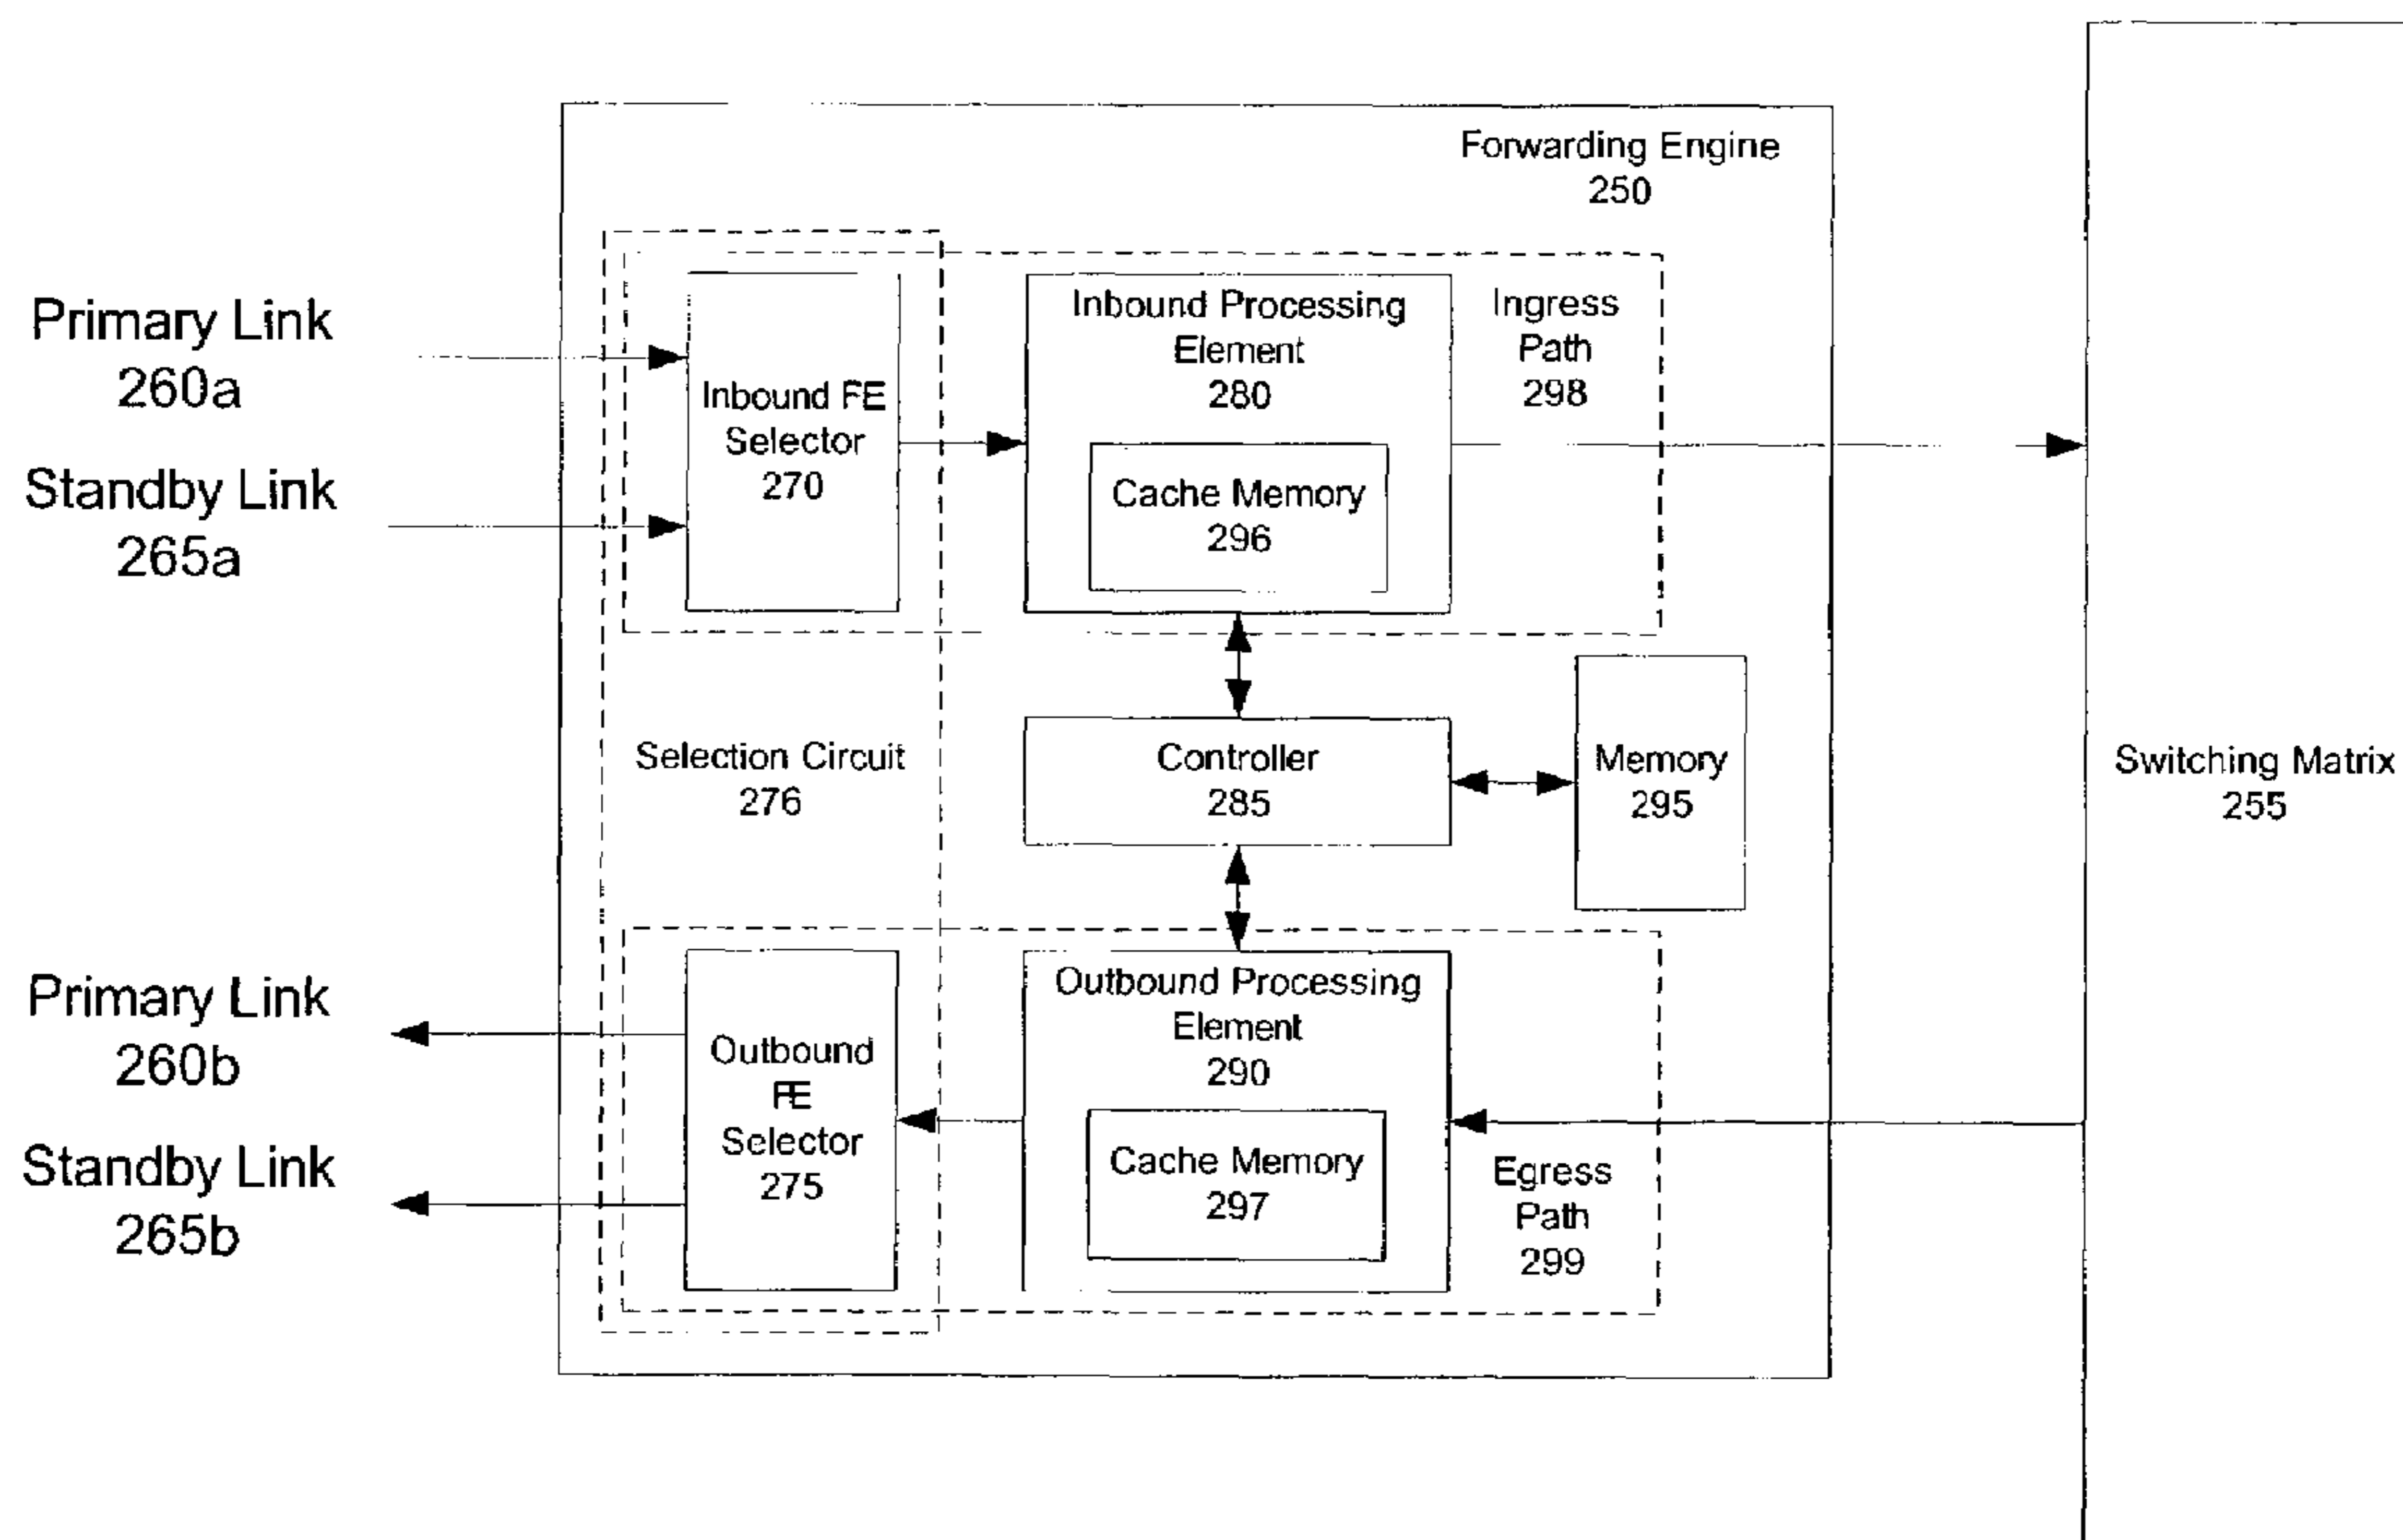 Forwarding Engine
250
Primary Link
260a
Standby Link
265a
Inbound FE
Selector
270
Inbound Processing
Element
280
Cache Memory
296
Ingress
Path
298
Selection Circuit
276
Controller
285
Memory
295
Switching Matrix
255
Primary Link
260b
Standby Link
265b
Outbound
FE
Selector
275
Outbound Processing
Element
290
Cache Memory
297
Egress
Path
299